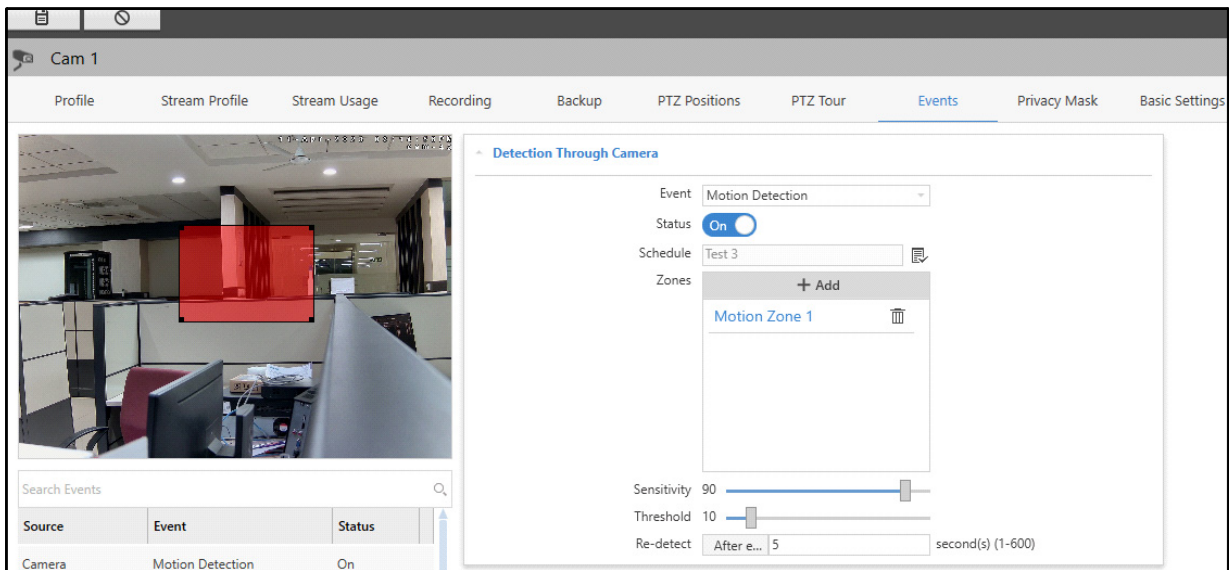 Cam 1
Profile Stream Profile Stream Usage Recording Backup PTZ Positions PTZ Tour Events Privacy Mask Basic Settings
Detection Through Camera
Event Motion Detection
Status On
Schedule Test 3
Zones + Add
Motion Zone 1
Search Events
Source Event Status
Camera Motion Detection On
Sensitivity 90
Threshold 10
Re-detect After e... 5 second(s) (1-600)